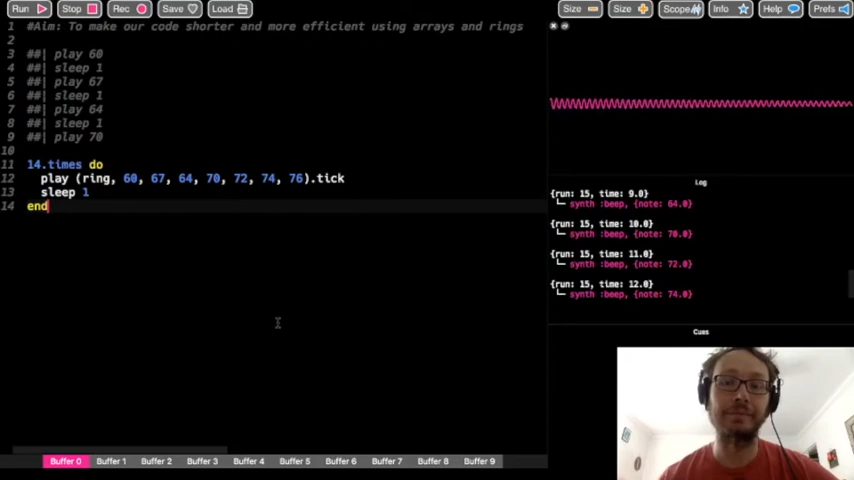 Run Stop Rec Save Load Size Size Scope Info Help Prefs
1 #Aim: To make our code shorter and more efficient using arrays and rings
2
3 ##| play 60
4 ##| sleep 1
5 ##| play 67
6 ##| sleep 1
7 ##| play 64
8 ##| sleep 1
9 ##| play 70
10
11 14.times do
12 play (ring, 60, 67, 64, 70, 72, 74, 76).tick
13 sleep 1
14 end
Log
{run: 15, time: 9.0}
synth :beep, {note: 64.0}
{run: 15, time: 10.0}
synth :beep, {note: 70.0}
{run: 15, time: 11.0}
synth :beep, {note: 72.0}
{run: 15, time: 12.0}
synth :beep, {note: 74.0}
Cues
Buffer 0 Buffer 1 Buffer 2 Buffer 3 Buffer 4 Buffer 5 Buffer 6 Buffer 7 Buffer 8 Buffer 9